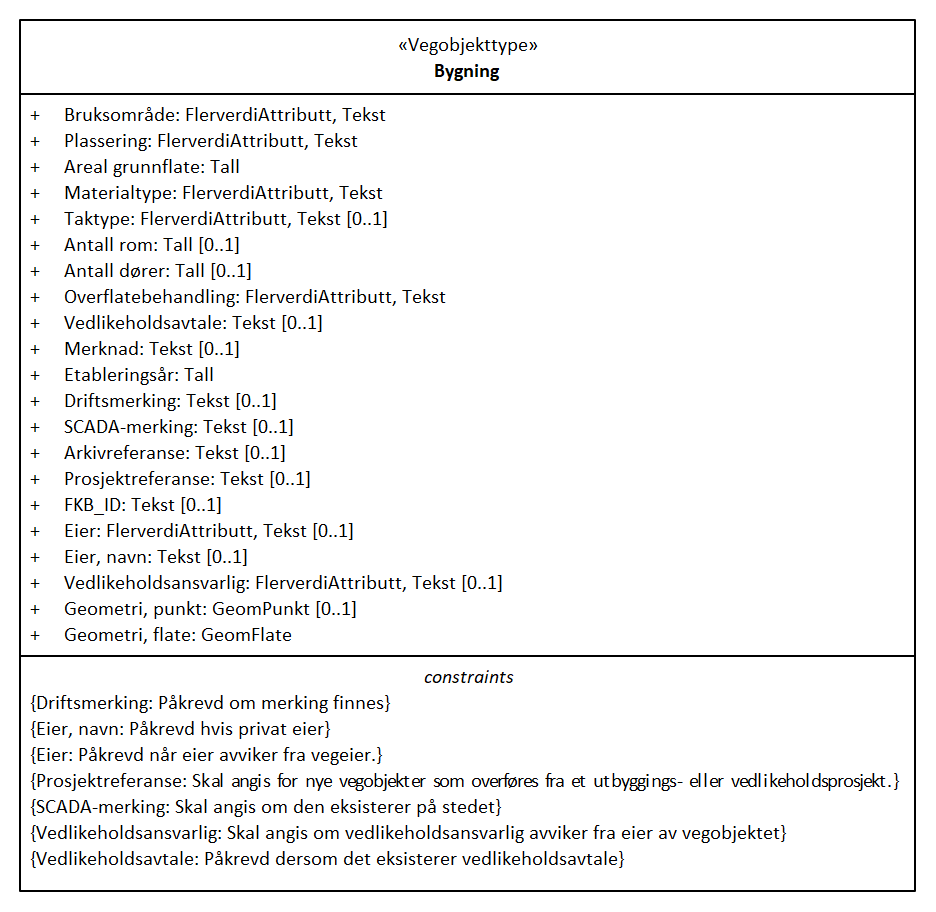 «Vegobjekttype»
Bygning
+ Bruksområde: FlerverdiAttributt, Tekst
+ Plassering: FlerverdiAttributt, Tekst
+ Areal grunnflate: Tall
+ Materialtype: FlerverdiAttributt, Tekst
+ Taktype: FlerverdiAttributt, Tekst [0..1]
+ Antall rom: Tall [0..1]
+ Antall dører: Tall [0..1]
+ Overflatebehandling: FlerverdiAttributt, Tekst
+ Vedlikeholdsavtale: Tekst [0..1]
+ Merknad: Tekst [0..1]
+ Etableringsår: Tall
+ Driftsmerking: Tekst [0..1]
+ SCADA-merking: Tekst [0..1]
+ Arkivreferanse: Tekst [0..1]
+ Prosjektreferanse: Tekst [0..1]
+ FKB_ID: Tekst [0..1]
+ Eier: FlerverdiAttributt, Tekst [0..1]
+ Eier, navn: Tekst [0..1]
+ Vedlikeholdsansvarlig: FlerverdiAttributt, Tekst [0..1]
+ Geometri, punkt: GeomPunkt [0..1]
+ Geometri, flate: GeomFlate
constraints
{Driftsmerking: Påkrevd om merking finnes}
{Eier, navn: Påkrevd hvis privat eier}
{Eier: Påkrevd når eier avviker fra vegeier.}
{Prosjektreferanse: Skal angis for nye vegobjekter som overføres fra et utbyggings- eller vedlikeholdsprosjekt.}
{SCADA-merking: Skal angis om den eksisterer på stedet}
{Vedlikeholdsansvarlig: Skal angis om vedlikeholdsansvarlig avviker fra eier av vegobjektet}
{Vedlikeholdsavtale: Påkrevd dersom det eksisterer vedlikeholdsavtale}